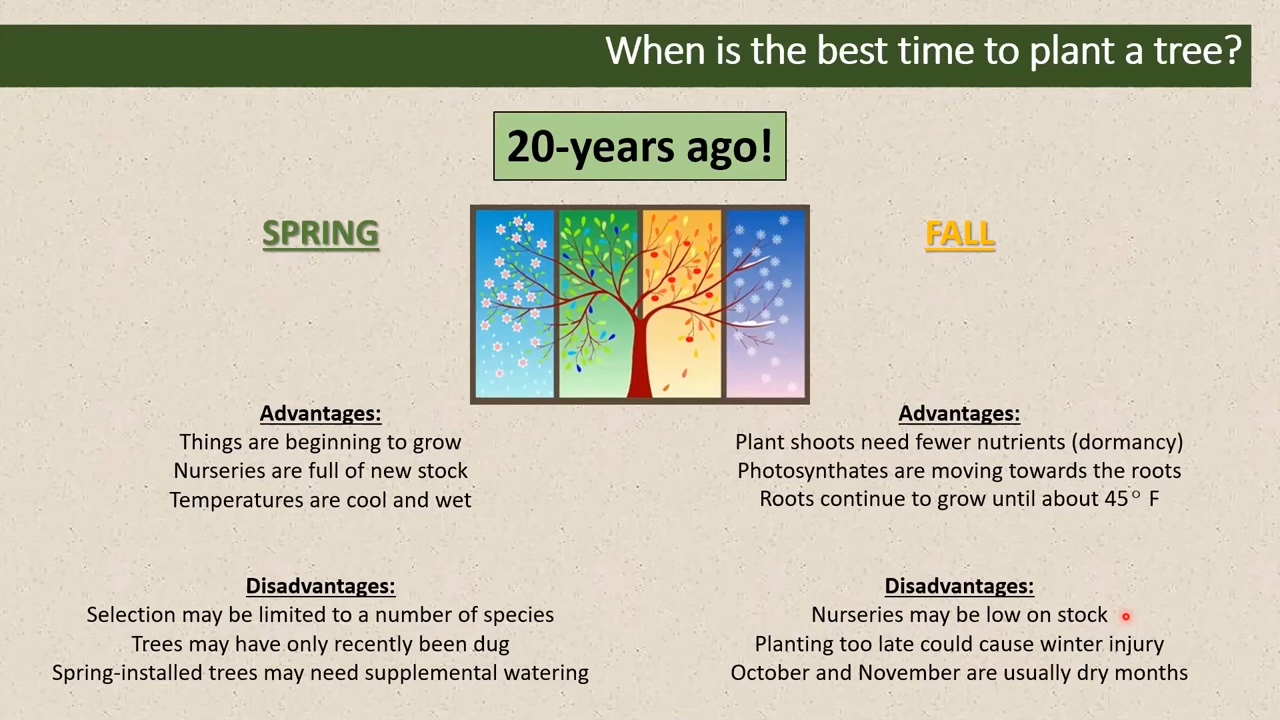 When is the best time to plant a tree?
20-years ago!
SPRING
Advantages:
Things are beginning to grow
Nurseries are full of new stock
Temperatures are cool and wet
Disadvantages:
Selection may be limited to a number of species
Trees may have only recently been dug
Spring-installed trees may need supplemental watering
FALL
Advantages:
Plant shoots need fewer nutrients (dormancy)
Photosynthates are moving towards the roots
Roots continue to grow until about 45° F
Disadvantages:
Nurseries may be low on stock
Planting too late could cause winter injury
October and November are usually dry months